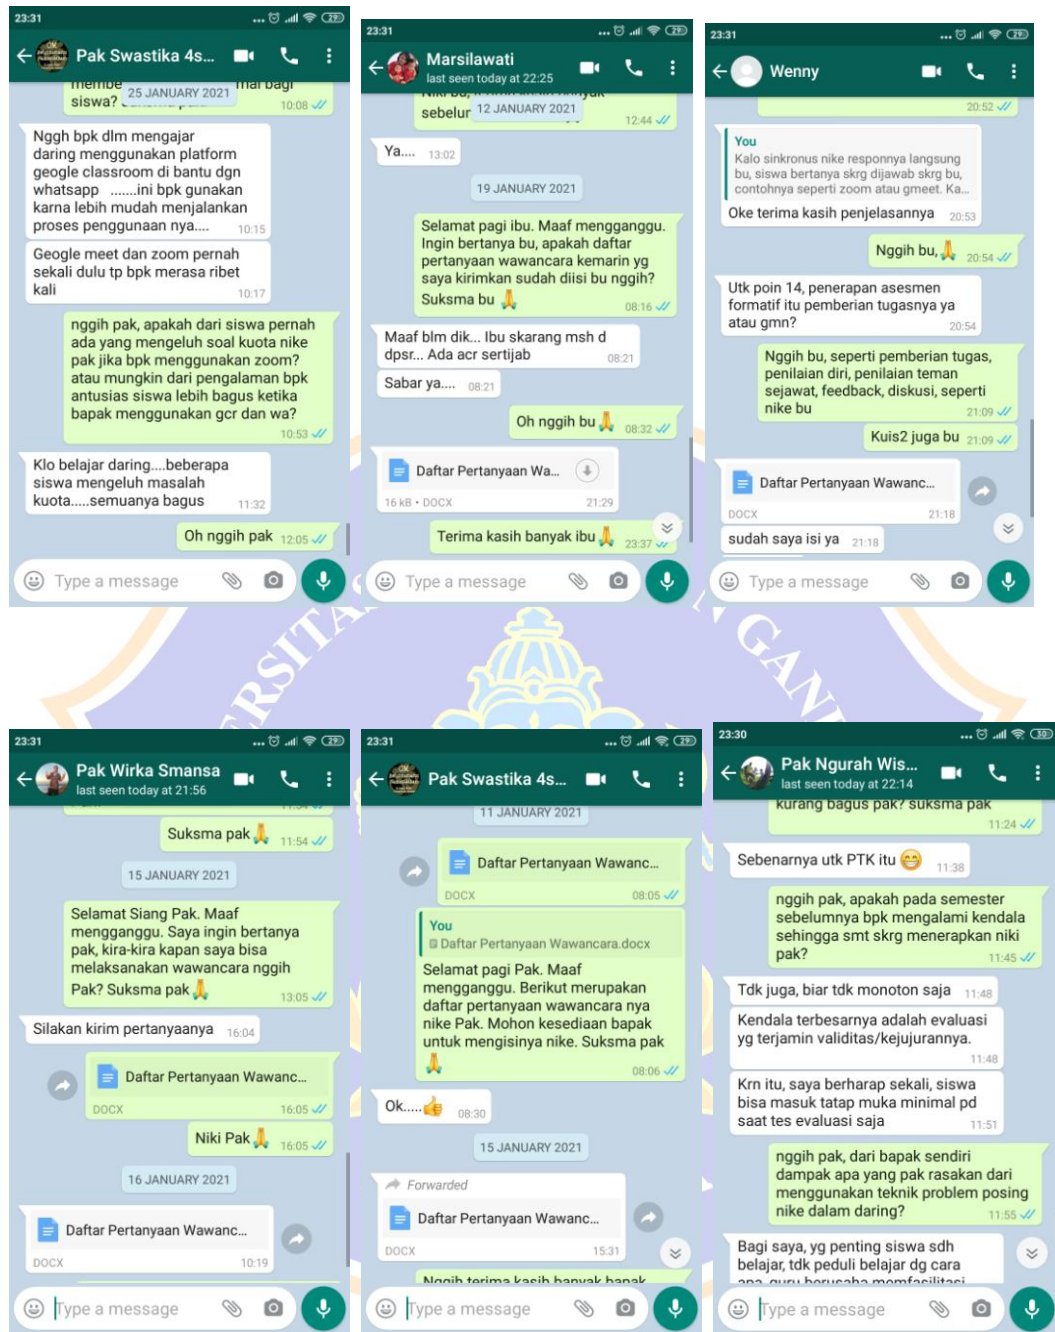 23:31
29
Pak Swastika 4s...
25 JANUARY 2021
siswa?
10:08
Nggh bpk dlm mengajar
daring menggunakan platform
geogle classroom di bantu dgn
whatsapp .......ini bpk gunakan
karna lebih mudah menjalankan
proses penggunaan nya....
10:15
Geogle meet dan zoom pernah
sekali dulu tp bpk merasa ribet
kali
10:17
nggih pak, apakah dari siswa pernah
ada yang mengeluh soal kuota nike
pak jika bpk menggunakan zoom?
atau mungkin dari pengalaman bpk
antusias siswa lebih bagus ketika
bapak menggunakan gcr dan wa?
10:53
Klo belajar daring....beberapa
siswa mengeluh masalah
kuota.....semuanya bagus
11:32
Oh nggih pak 12:05
Type a message
23:31
29
Marsilawati
last seen today at 22:25
12 JANUARY 2021
12:44
Ya.... 13:02
19 JANUARY 2021
Selamat pagi ibu. Maaf mengganggu.
Ingin bertanya bu, apakah daftar
pertanyaan wawancara kemarin yg
saya kirimkan sudah diisi bu nggih?
Suksma bu 🙏
08:16
Maaf blm dik... Ibu skarang msh d
dpsr... Ada acr sertijab
08:21
Sabar ya.... 08:21
Oh nggih bu🙏 08:32
Daftar Pertanyaan Wa...
16 kB • DOCX 21:29
Terima kasih banyak ibu🙏 23:37
Type a message
23:31
29
Wenny
20:52
You
Kalo sinkronus nike responnya langsung
bu, siswa bertanya skrg dijawab skrg bu,
contohnya seperti zoom atau gmeet. Ka...
Oke terima kasih penjelasannya 20:53
Nggih bu,🙏 20:54
Utk poin 14, penerapan asesmen
formatif itu pemberian tugasnya ya
atau gmn?
20:54
Nggih bu, seperti pemberian tugas,
penilaian diri, penilaian teman
sejawat, feedback, diskusi, seperti
nike bu
21:09
Kuis2 juga bu 21:09
Daftar Pertanyaan Wawanc...
DOCX 21:18
sudah saya isi ya 21:18
Type a message
23:31
29
Pak Wirka Smansa
last seen today at 21:56
Suksma pak🙏 11:54
15 JANUARY 2021
Selamat Siang Pak. Maaf
mengganggu. Saya ingin bertanya
pak, kira-kira kapan saya bisa
melaksanakan wawancara nggih
Pak? Suksma pak🙏
13:05
Silakan kirim pertanyaanya 16:04
Daftar Pertanyaan Wawanc...
DOCX 16:05
Niki Pak🙏 16:05
16 JANUARY 2021
Daftar Pertanyaan Wawanc...
DOCX 10:19
Type a message
23:31
29
Pak Swastika 4s...
11 JANUARY 2021
Daftar Pertanyaan Wawanc...
DOCX 08:05
You
Daftar Pertanyaan Wawancara.docx
Selamat pagi Pak. Maaf
mengganggu. Berikut merupakan
daftar pertanyaan wawancara nya
nike Pak. Mohon kesediaan bapak
untuk mengisinya nike. Suksma pak
🙏
08:06
Ok.....👍 08:30
15 JANUARY 2021
Forwarded
Daftar Pertanyaan Wawanc...
DOCX 15:31
Nggih terima kasih banyak bapak
Type a message
23:30
30
Pak Ngurah Wis...
last seen today at 22:14
kurang bagus pak? suksma pak
11:24
Sebenarnya utk PTK itu 😁 11:38
nggih pak, apakah pada semester
sebelumnya bpk mengalami kendala
sehingga smt skrg menerapkan niki
pak?
11:45
Tdk juga, biar tdk monoton saja 11:48
Kendala terbesarnya adalah evaluasi
yg terjamin validitas/kejujurannya.
11:48
Krn itu, saya berharap sekali, siswa
bisa masuk tatap muka minimal pd
saat tes evaluasi saja
11:51
nggih pak, dari bapak sendiri
dampak apa yang pak rasakan dari
menggunakan teknik problem posing
nike dalam daring?
11:55
Bagi saya, yg penting siswa sdh
belajar, tdk peduli belajar dg cara
apa, guru berusaha memfasilitasi
Type a message